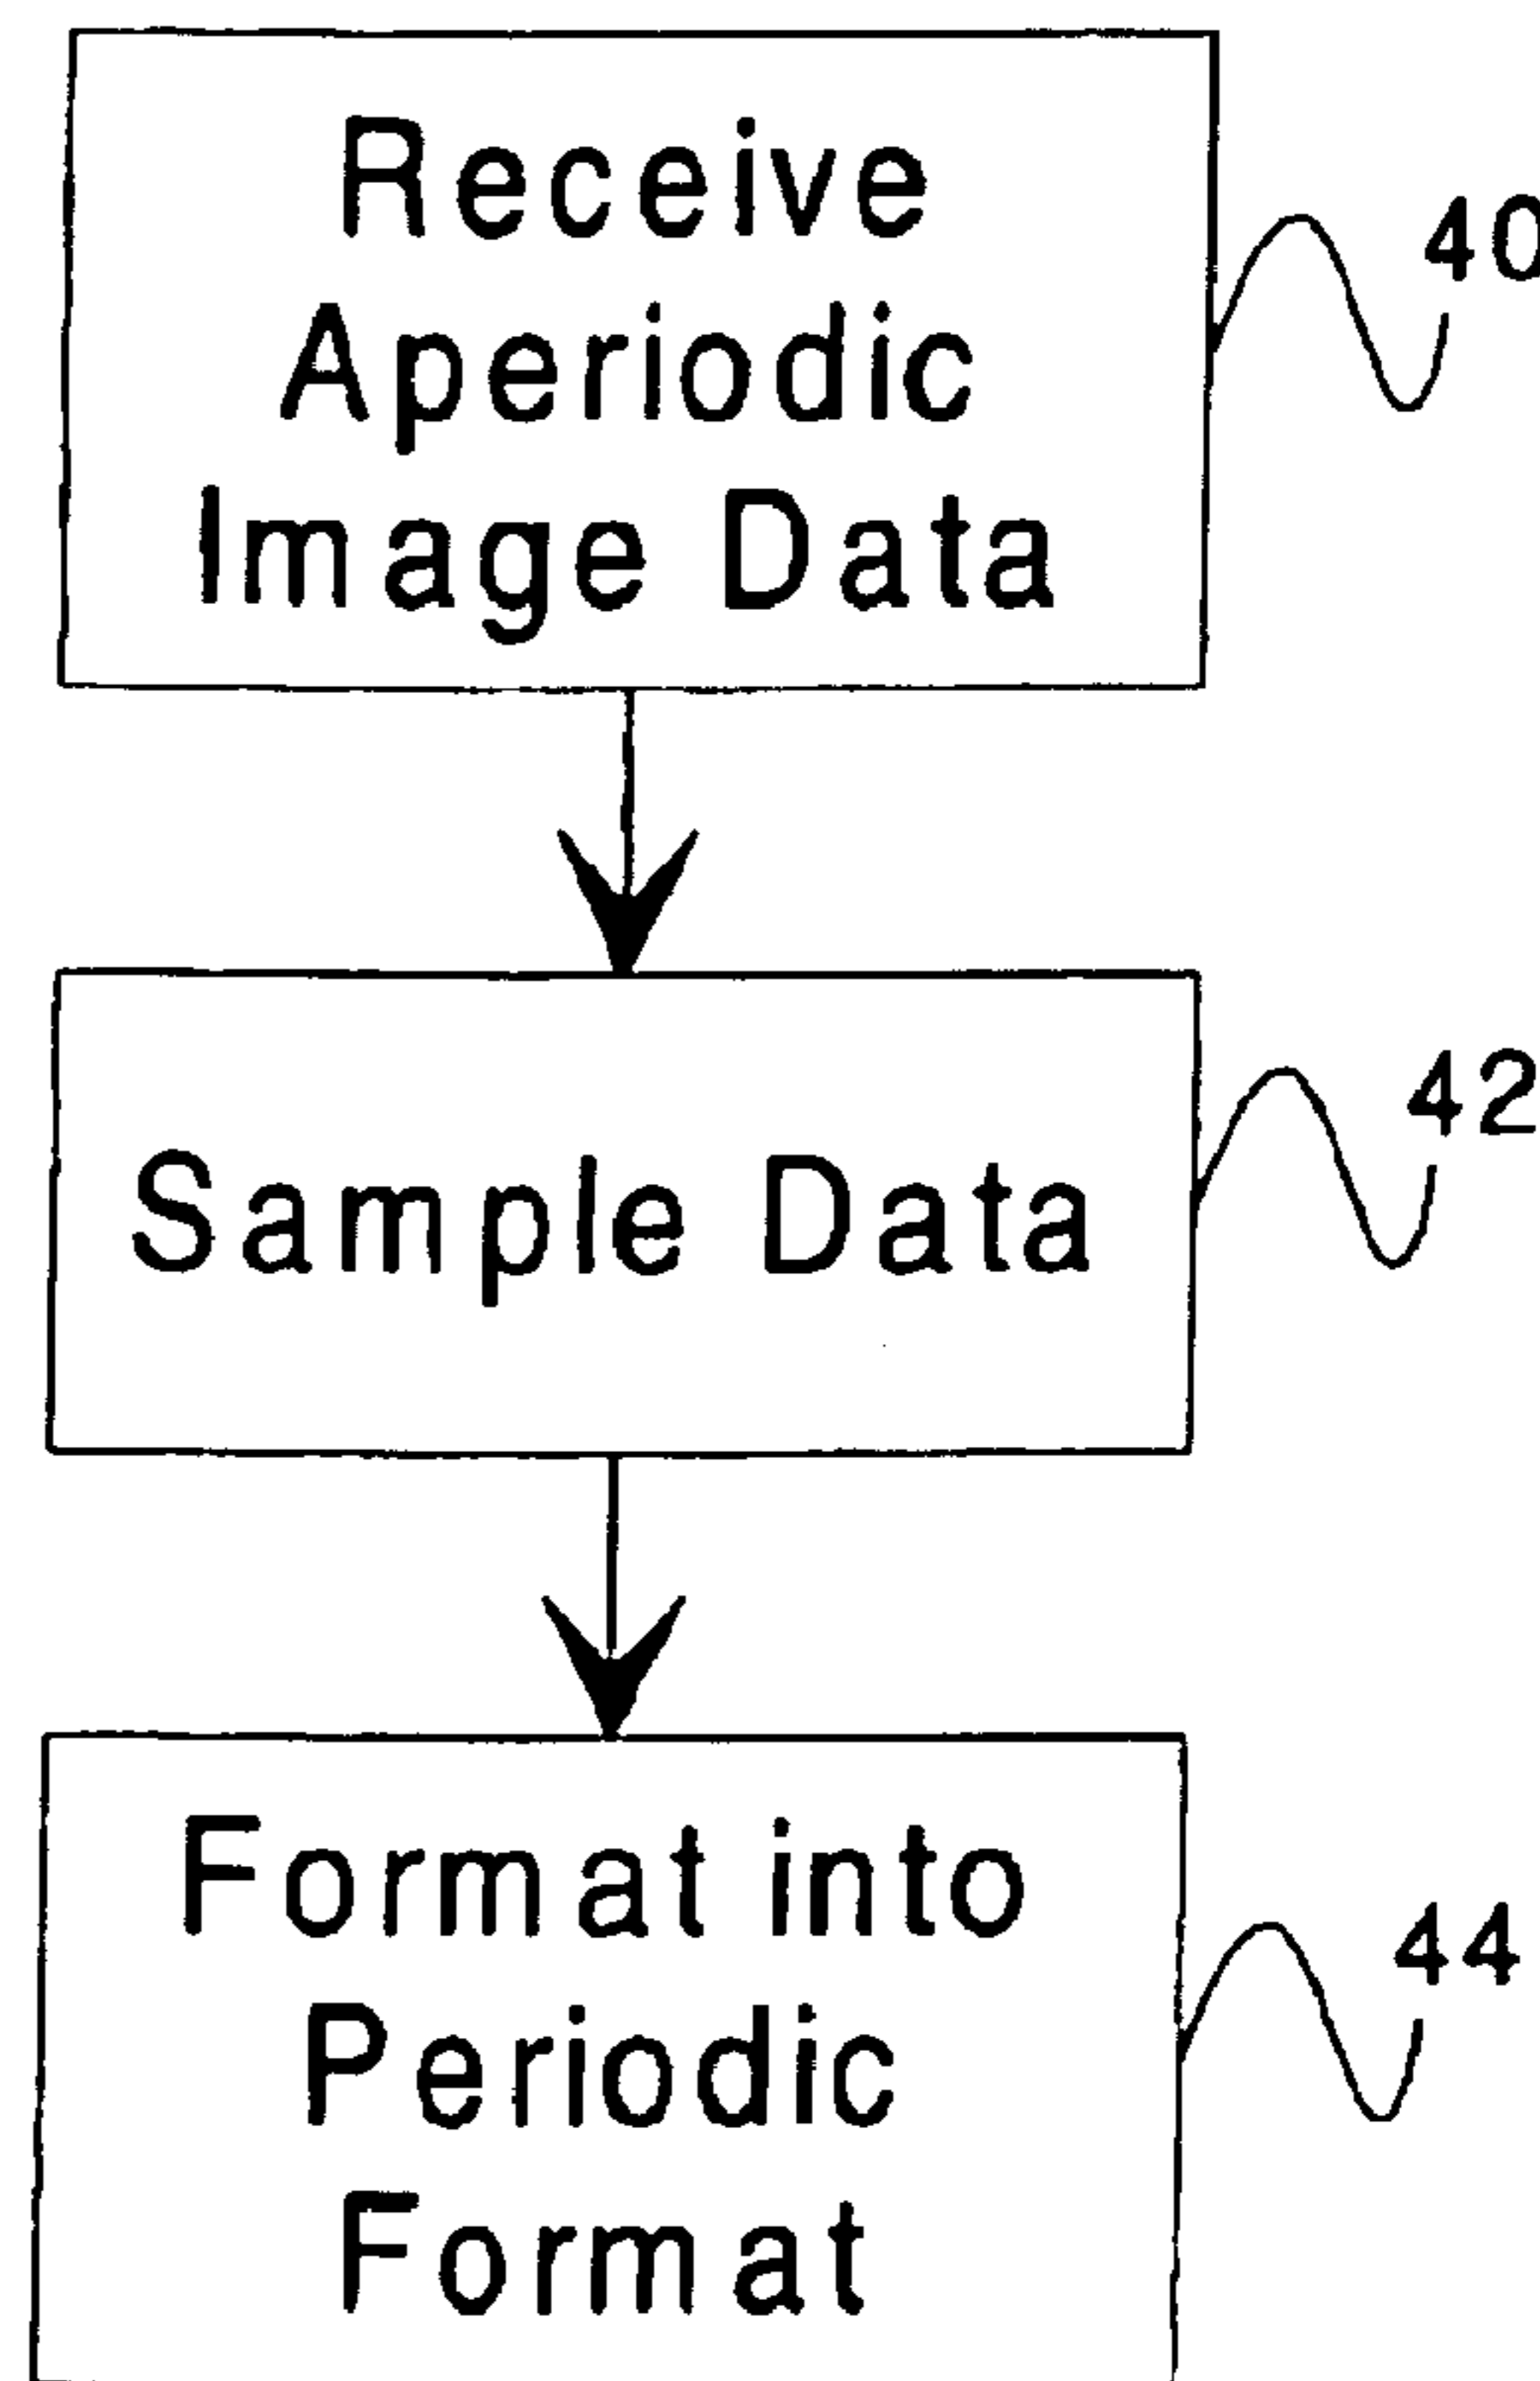 Receive
Aperiodic
Image Data
40
Sample Data
42
Format into
Periodic
Format
44